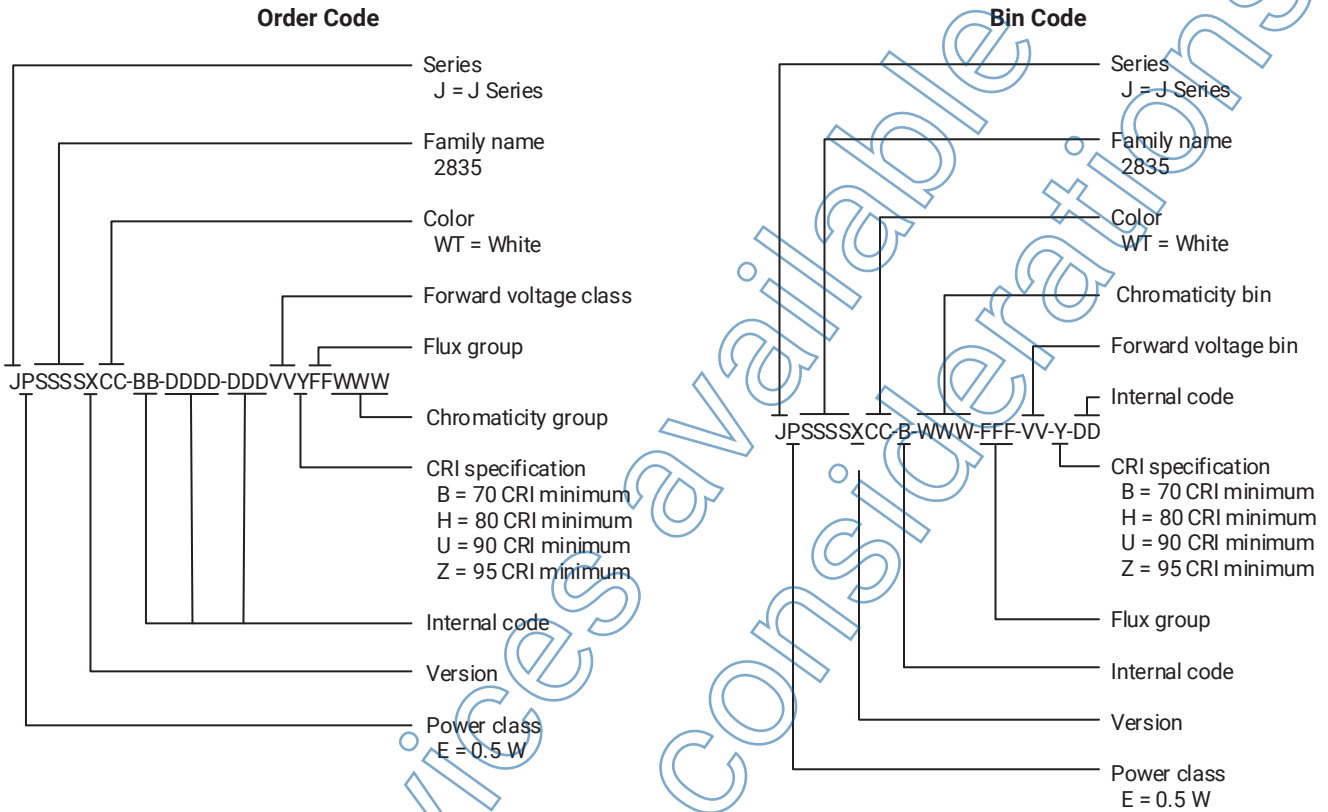 Order Code
Series
J = J Series
Family name
2835
Color
WT = White
Forward voltage class
Flux group
JPSSSSXCC-BB-DDDD-DDDVVYFFWWW
Chromaticity group
CRI specification
B = 70 CRI minimum
H = 80 CRI minimum
U = 90 CRI minimum
Z = 95 CRI minimum
Internal code
Version
Power class
E = 0.5 W
Bin Code
Series
J = J Series
Family name
2835
Color
WT = White
Chromaticity bin
Forward voltage bin
Internal code
JPSSSSXCC-B-WWW-FFF-VV-Y-DD
CRI specification
B = 70 CRI minimum
H = 80 CRI minimum
U = 90 CRI minimum
Z = 95 CRI minimum
Flux group
Internal code
Version
Power class
E = 0.5 W
available
considerations